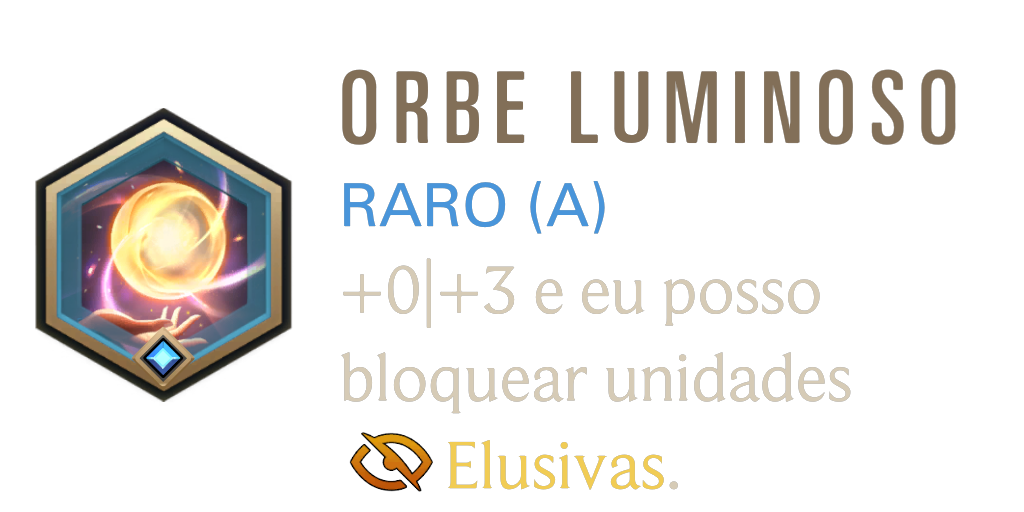 ORBE LUMINOSO
RARO (A)
+0|+3 e eu posso
bloquear unidades
Elusivas.